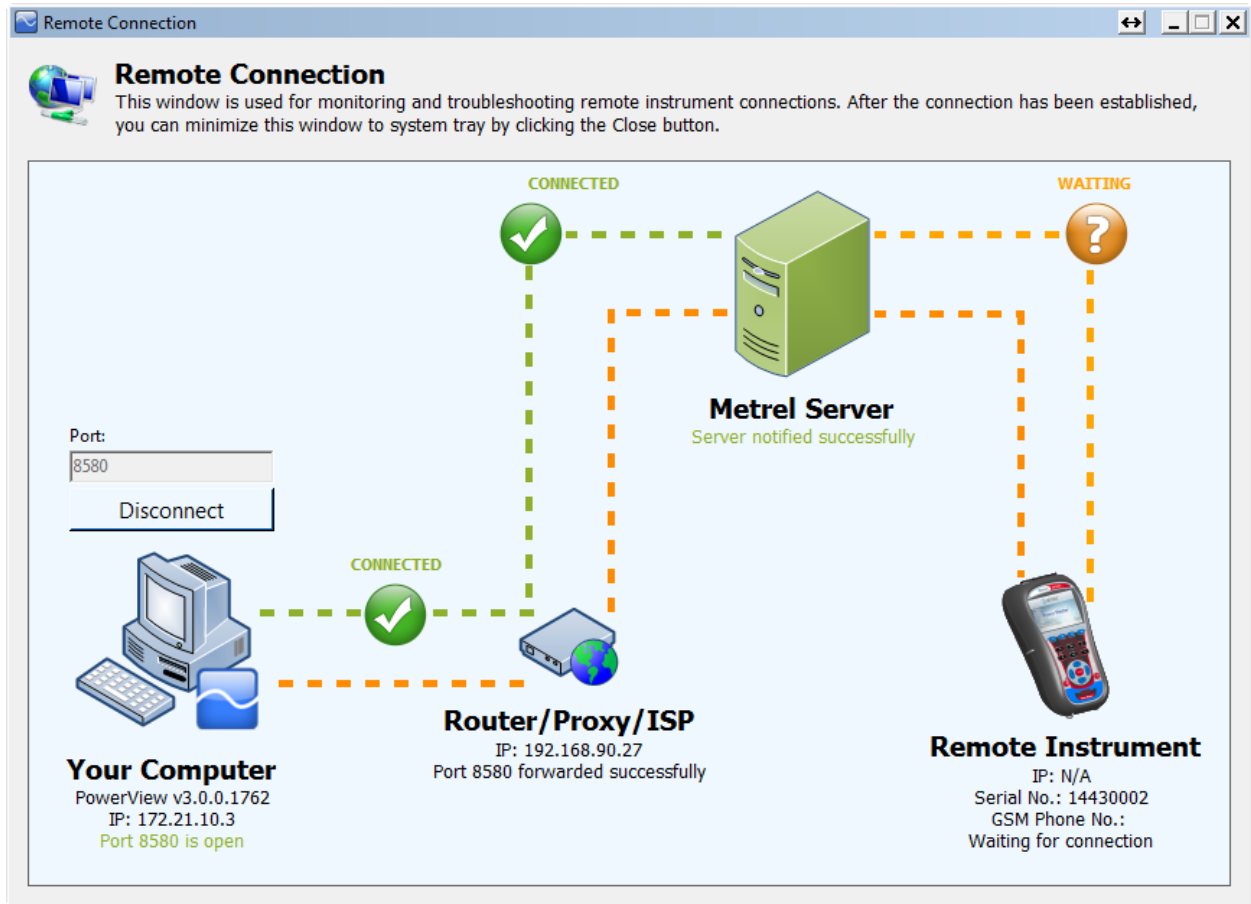 Remote Connection
Remote Connection
This window is used for monitoring and troubleshooting remote instrument connections. After the connection has been established,
you can minimize this window to system tray by clicking the Close button.
CONNECTED
WAITING
Metrel Server
Server notified successfully
Port:
8580
Disconnect
CONNECTED
Router/Proxy/ISP
IP: 192.168.90.27
Port 8580 forwarded successfully
Your Computer
PowerView v3.0.0.1762
IP: 172.21.10.3
Port 8580 is open
Remote Instrument
IP: N/A
Serial No.: 14430002
GSM Phone No.:
Waiting for connection